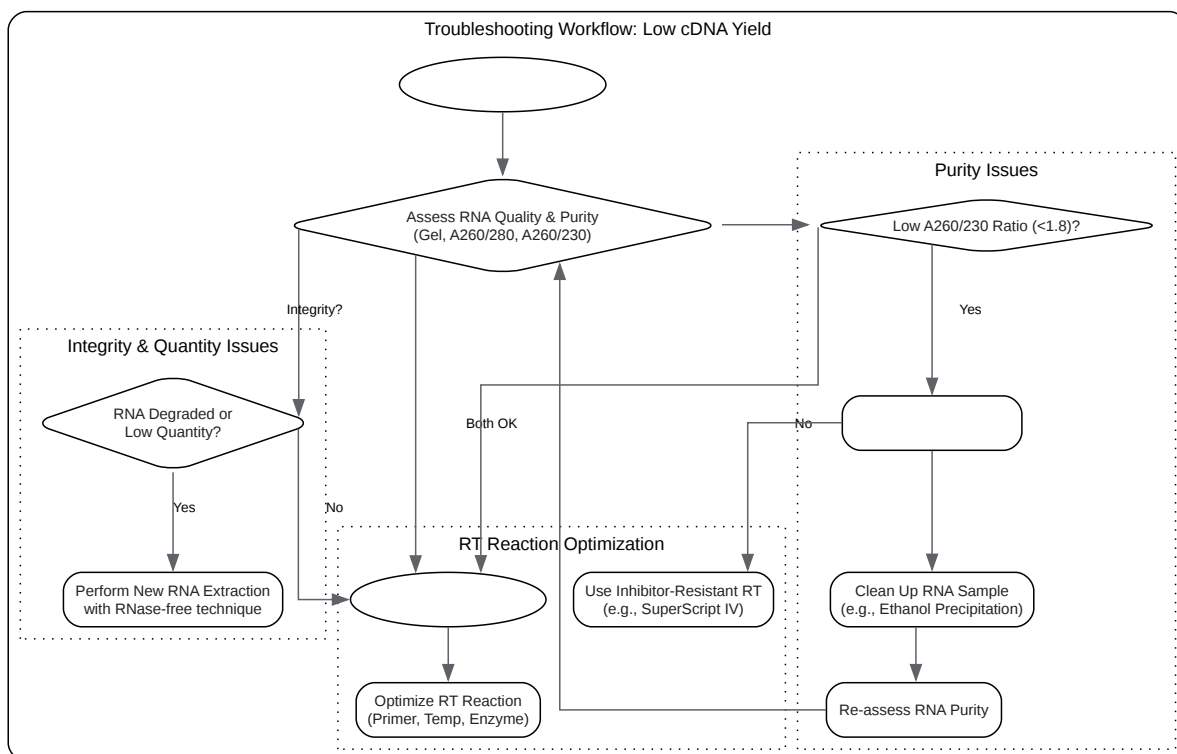 Troubleshooting Workflow: Low cDNA Yield
Purity Issues
Assess RNA Quality & Purity
(Gel, A260/280, A260/230)
Low A260/230 Ratio (<1.8)?
Integrity?
Yes
Integrity & Quantity Issues
RNA Degraded or
Low Quantity?
Both OK
No
Yes
No
RT Reaction Optimization
Perform New RNA Extraction
with RNase-free technique
Use Inhibitor-Resistant RT
(e.g., SuperScript IV)
Clean Up RNA Sample
(e.g., Ethanol Precipitation)
Optimize RT Reaction
(Primer, Temp, Enzyme)
Re-assess RNA Purity